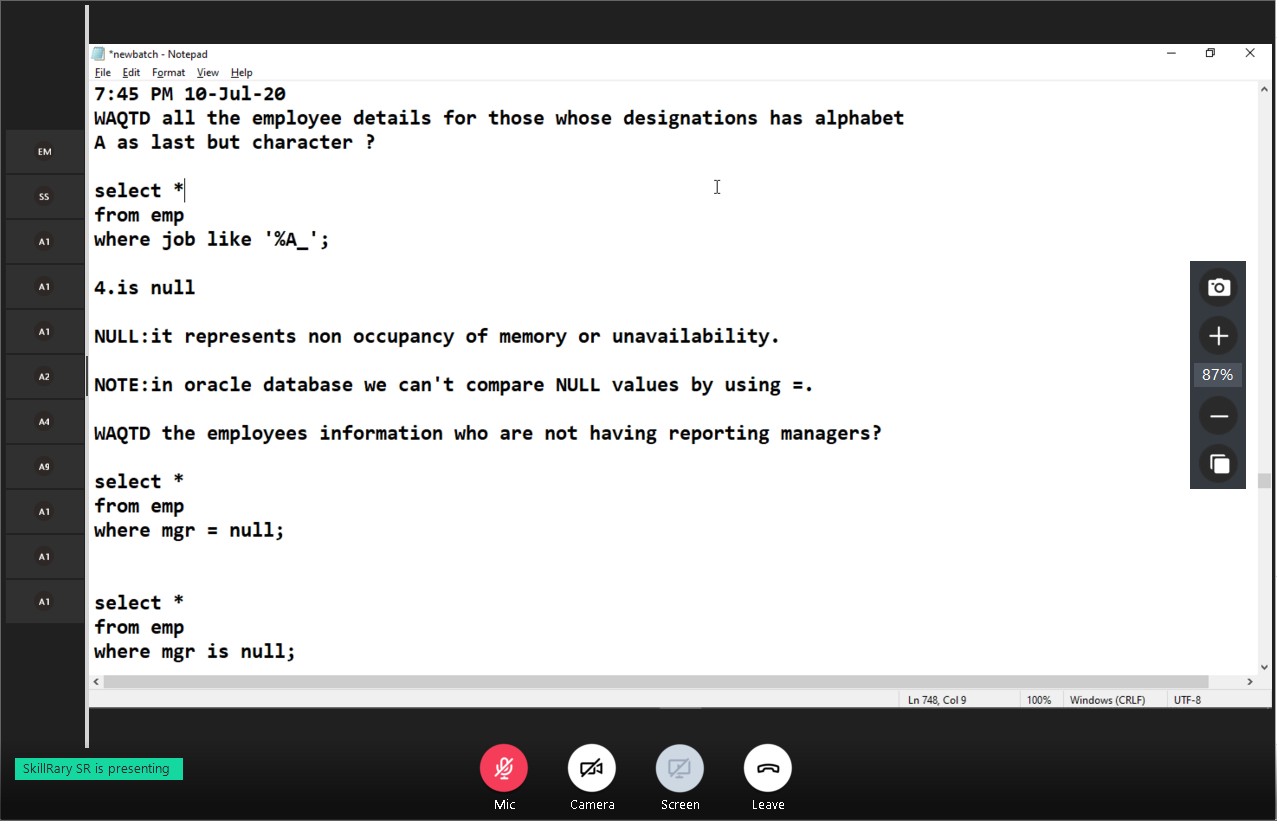 *newbatch - Notepad
File Edit Format View Help
7:45 PM 10-Jul-20
WAQTD all the employee details for those whose designations has alphabet
A as last but character ?
select *
from emp
where job like '%A_';
4.is null
NULL:it represents non occupancy of memory or unavailability.
NOTE:in oracle database we can't compare NULL values by using =.
WAQTD the employees information who are not having reporting managers?
select *
from emp
where mgr = null;
select *
from emp
where mgr is null;
Ln 748, Col 9 100% Windows (CRLF) UTF-8
EM
SS
A1
A1
A1
A2
A4
A9
A1
A1
A1
87%
SkillRary SR is presenting
Mic Camera Screen Leave